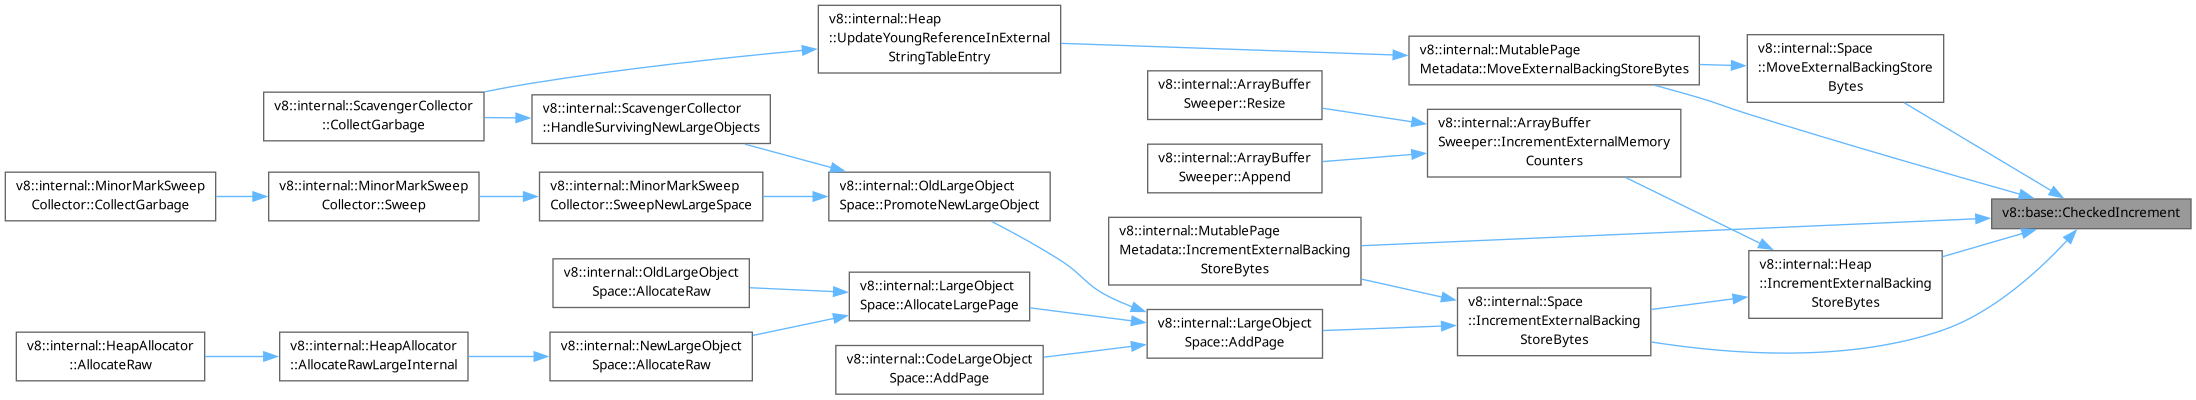 v8::internal::Heap
::UpdateYoungReferenceInExternal
StringTableEntry
v8::internal::MutablePage
Metadata::MoveExternalBackingStoreBytes
v8::internal::Space
::MoveExternalBackingStore
Bytes
v8::internal::ArrayBuffer
Sweeper::Resize
v8::internal::ScavengerCollector
::CollectGarbage
v8::internal::ScavengerCollector
::HandleSurvivingNewLargeObjects
v8::internal::ArrayBuffer
Sweeper::IncrementExternalMemory
Counters
v8::internal::ArrayBuffer
Sweeper::Append
v8::internal::MinorMarkSweep
Collector::CollectGarbage
v8::internal::MinorMarkSweep
Collector::Sweep
v8::internal::MinorMarkSweep
Collector::SweepNewLargeSpace
v8::internal::OldLargeObject
Space::PromoteNewLargeObject
v8::base::CheckedIncrement
v8::internal::MutablePage
Metadata::IncrementExternalBacking
StoreBytes
v8::internal::OldLargeObject
Space::AllocateRaw
v8::internal::LargeObject
Space::AllocateLargePage
v8::internal::Heap
::IncrementExternalBacking
StoreBytes
v8::internal::Space
::IncrementExternalBacking
StoreBytes
v8::internal::LargeObject
Space::AddPage
v8::internal::HeapAllocator
::AllocateRaw
v8::internal::HeapAllocator
::AllocateRawLargeInternal
v8::internal::NewLargeObject
Space::AllocateRaw
v8::internal::CodeLargeObject
Space::AddPage